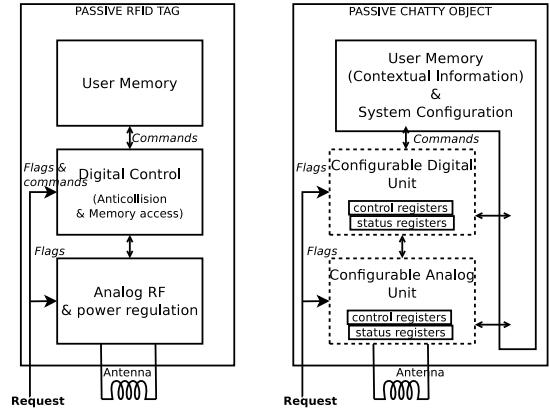 PASSIVE RFID TAG
User Memory
Commands
Flags &
commands
Digital Control
(Anticollision
& Memory access)
Flags
Analog RF
& power regulation
Antenna
Request
PASSIVE CHATTY OBJECT
User Memory
(Contextual Information)
&
System Configuration
Commands
Flags
Configurable Digital
Unit
control registers
status registers
Flags
Configurable Analog
Unit
control registers
status registers
Antenna
Request